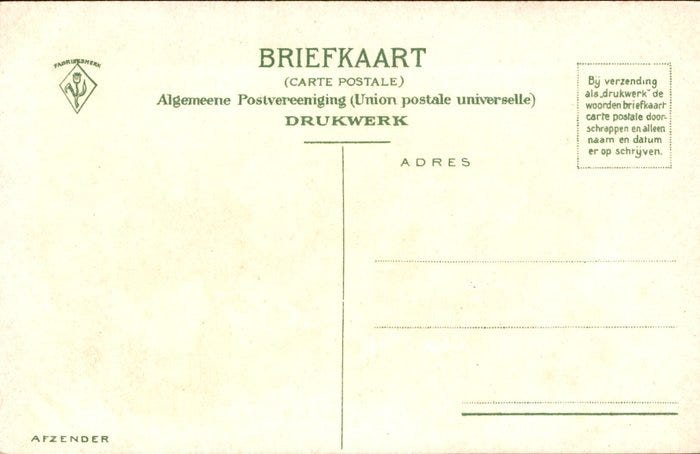 FABRIEKSMERK
BRIEFKAART
(CARTE POSTALE)
Algemeene Postvereeniging (Union postale universelle)
DRUKWERK
Bij verzending
als „drukwerk” de
woorden briefkaart
carte postale door-
schrappen en alleen
naam en datum
er op schrijven.
ADRES
AFZENDER